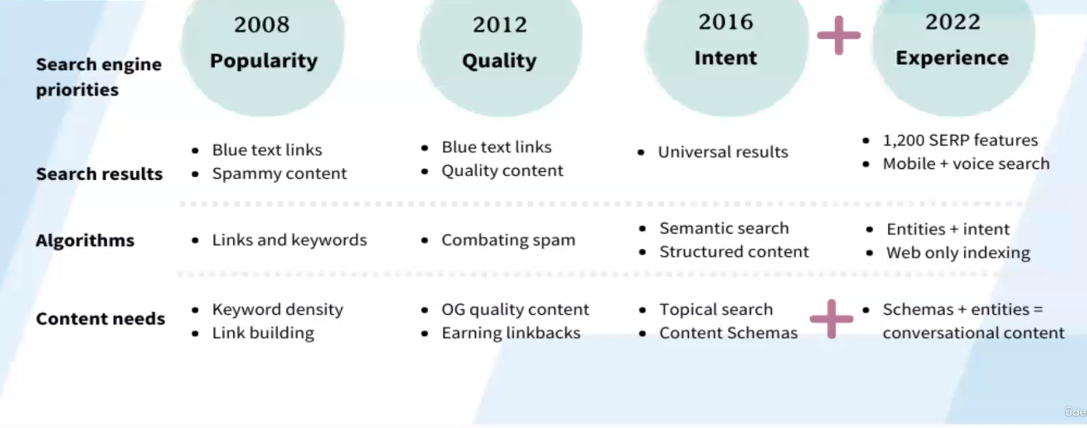 2008
Popularity
2012
Quality
2016
Intent
+
2022
Experience
Search engine
priorities
Search results
• Blue text links
• Spammy content
• Blue text links
• Quality content
• Universal results
• 1,200 SERP features
• Mobile + voice search
Algorithms
• Links and keywords
• Combating spam
• Semantic search
• Structured content
• Entities + intent
• Web only indexing
Content needs
• Keyword density
• Link building
• OG quality content
• Earning linkbacks
• Topical search
• Content Schemas
+
• Schemas + entities =
conversational content